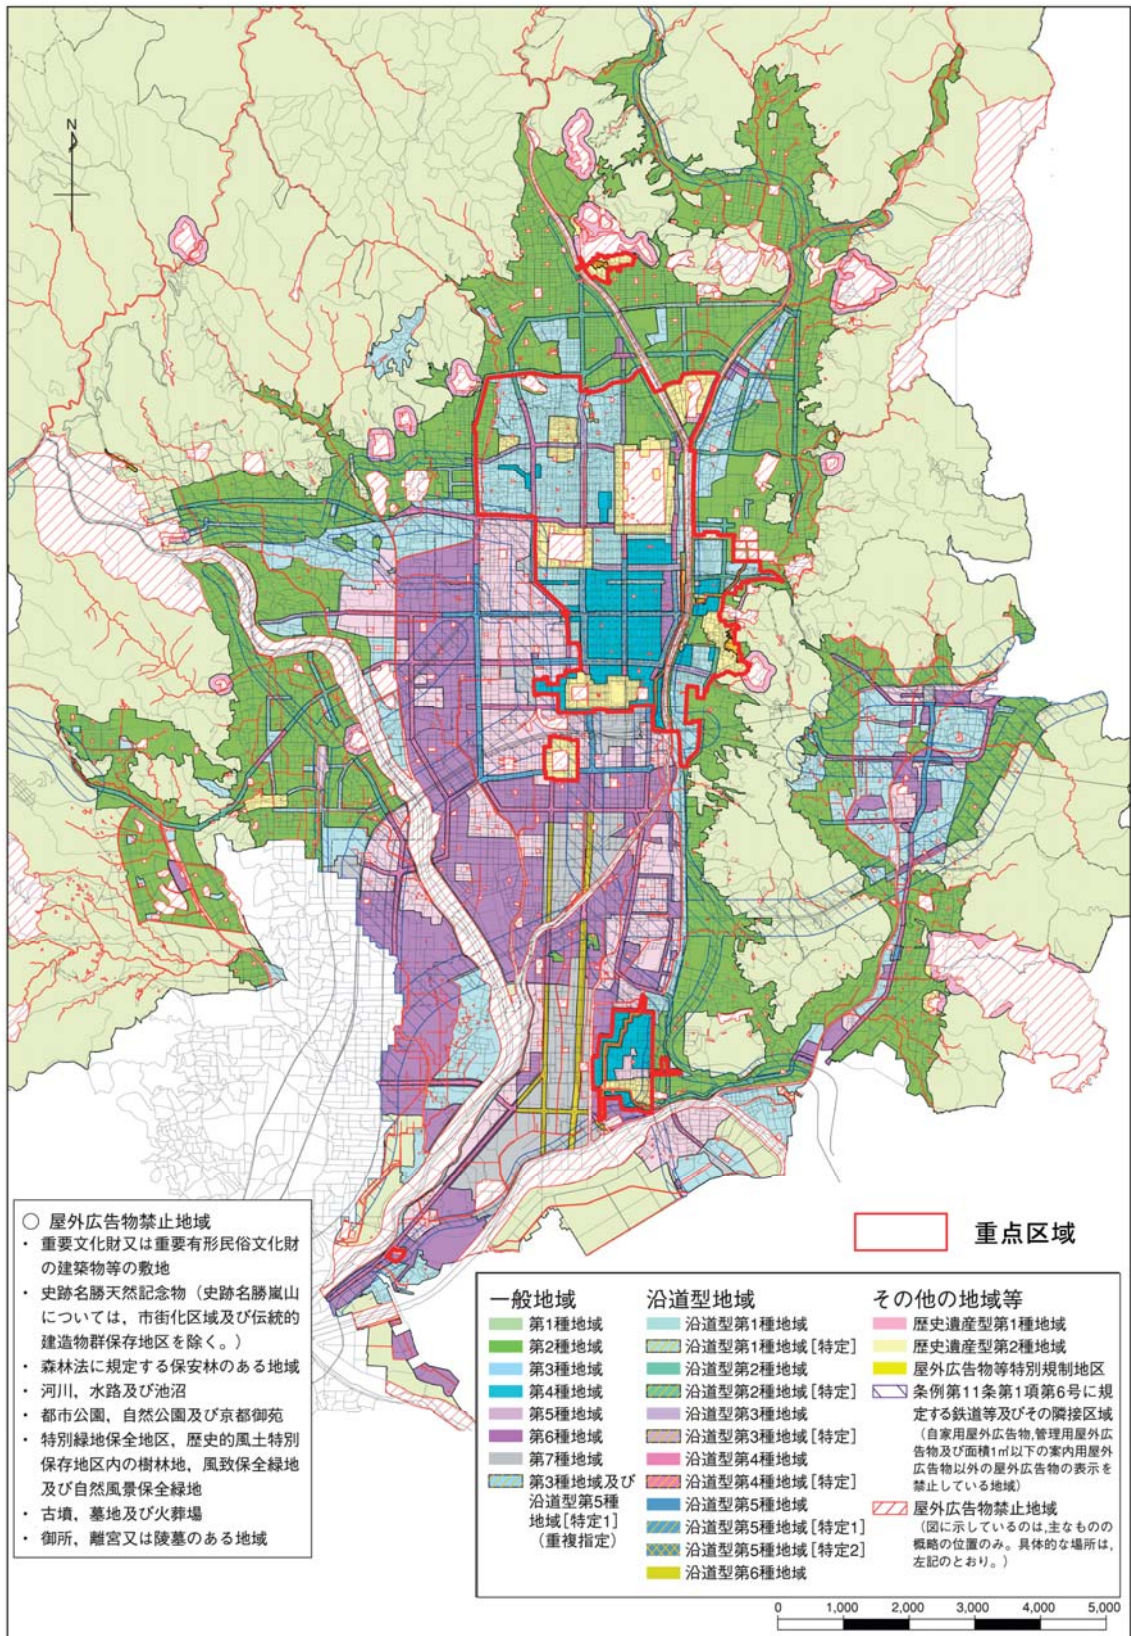 N
○ 屋外広告物禁止地域
・ 重要文化財又は重要有形民俗文化財
の建築物等の敷地
・ 史跡名勝天然記念物（史跡名勝嵐山
については，市街化区域及び伝統的
建造物群保存地区を除く。）
・ 森林法に規定する保安林のある地域
・ 河川，水路及び池沼
・ 都市公園，自然公園及び京都御苑
・ 特別緑地保全地区，歴史的風土特別
保存地区内の樹林地，風致保全緑地
及び自然風景保全緑地
・ 古墳，墓地及び火葬場
・ 御所，離宮又は陵墓のある地域
重点区域
一般地域
第1種地域
第2種地域
第3種地域
第4種地域
第5種地域
第6種地域
第7種地域
第3種地域及び
沿道型第5種
地域[特定1]
（重複指定）
沿道型地域
沿道型第1種地域
沿道型第1種地域[特定]
沿道型第2種地域
沿道型第2種地域[特定]
沿道型第3種地域
沿道型第3種地域[特定]
沿道型第4種地域
沿道型第4種地域[特定]
沿道型第5種地域
沿道型第5種地域[特定1]
沿道型第5種地域[特定2]
沿道型第6種地域
その他の地域等
歴史遺産型第1種地域
歴史遺産型第2種地域
屋外広告物等特別規制地区
条例第11条第1項第6号に規
定する鉄道等及びその隣接区域
（自家用屋外広告物,管理用屋外広
告物及び面積1㎡以下の案内用屋外
広告物以外の屋外広告物の表示を
禁止している地域）
屋外広告物禁止地域
（図に示しているのは,主なものの
概略の位置のみ。具体的な場所は,
左記のとおり。）
0 1,000 2,000 3,000 4,000 5,000